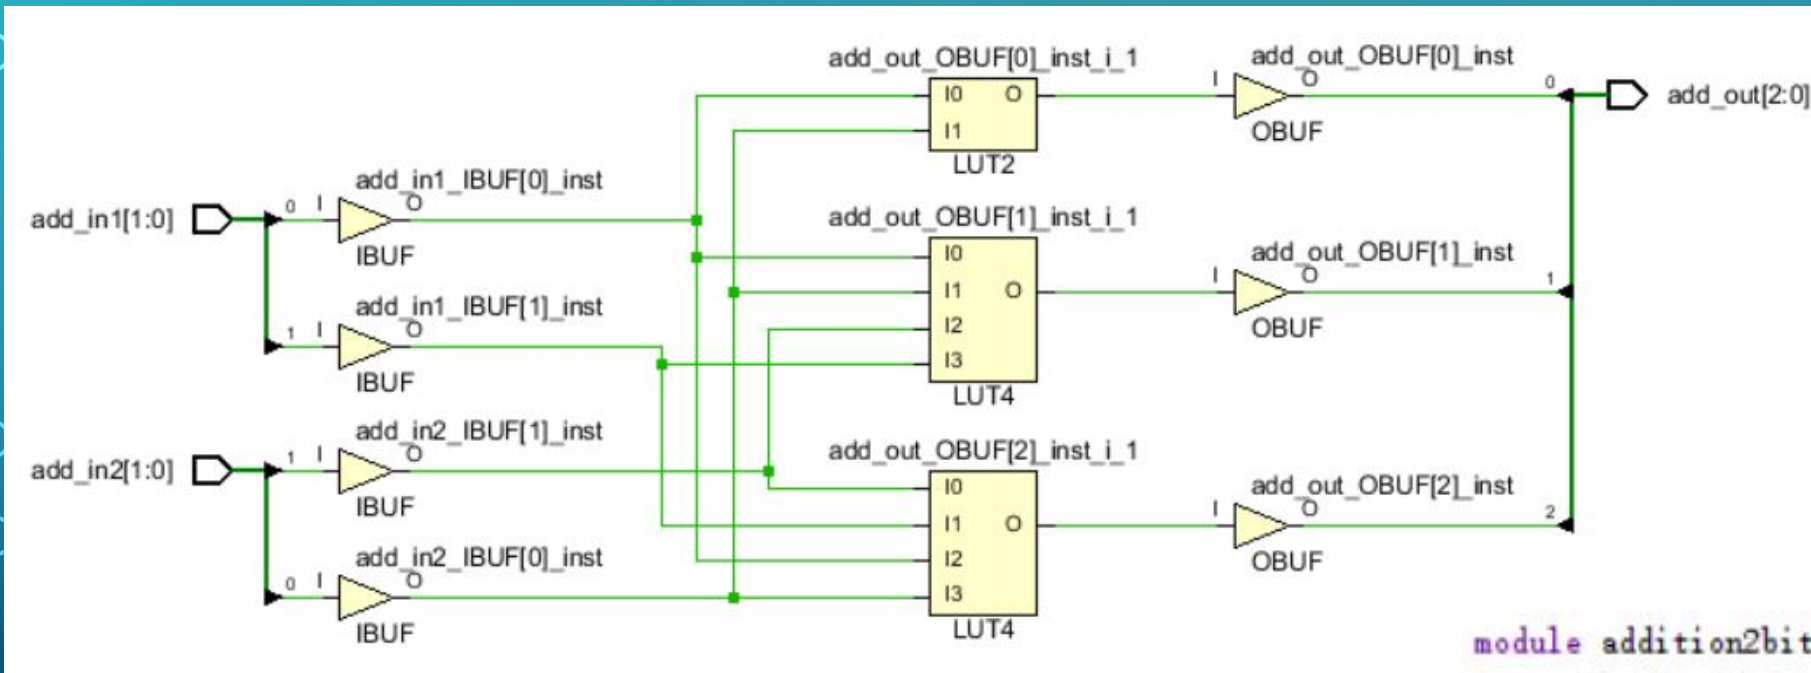 add_out_OBUF[0]_inst_i_1
I0 O
I1
LUT2
add_out_OBUF[0]_inst
I O
OBUF
0
add_out[2:0]
add_in1[1:0]
0 I
add_in1_IBUF[0]_inst
O
IBUF
1 I
add_in1_IBUF[1]_inst
O
IBUF
add_out_OBUF[1]_inst_i_1
I0
I1 O
I2
I3
LUT4
add_out_OBUF[1]_inst
I O
OBUF
1
add_in2[1:0]
1 I
add_in2_IBUF[1]_inst
O
IBUF
0 I
add_in2_IBUF[0]_inst
O
IBUF
add_out_OBUF[2]_inst_i_1
I0
I1 O
I2
I3
LUT4
add_out_OBUF[2]_inst
I O
OBUF
2
module addition2bit